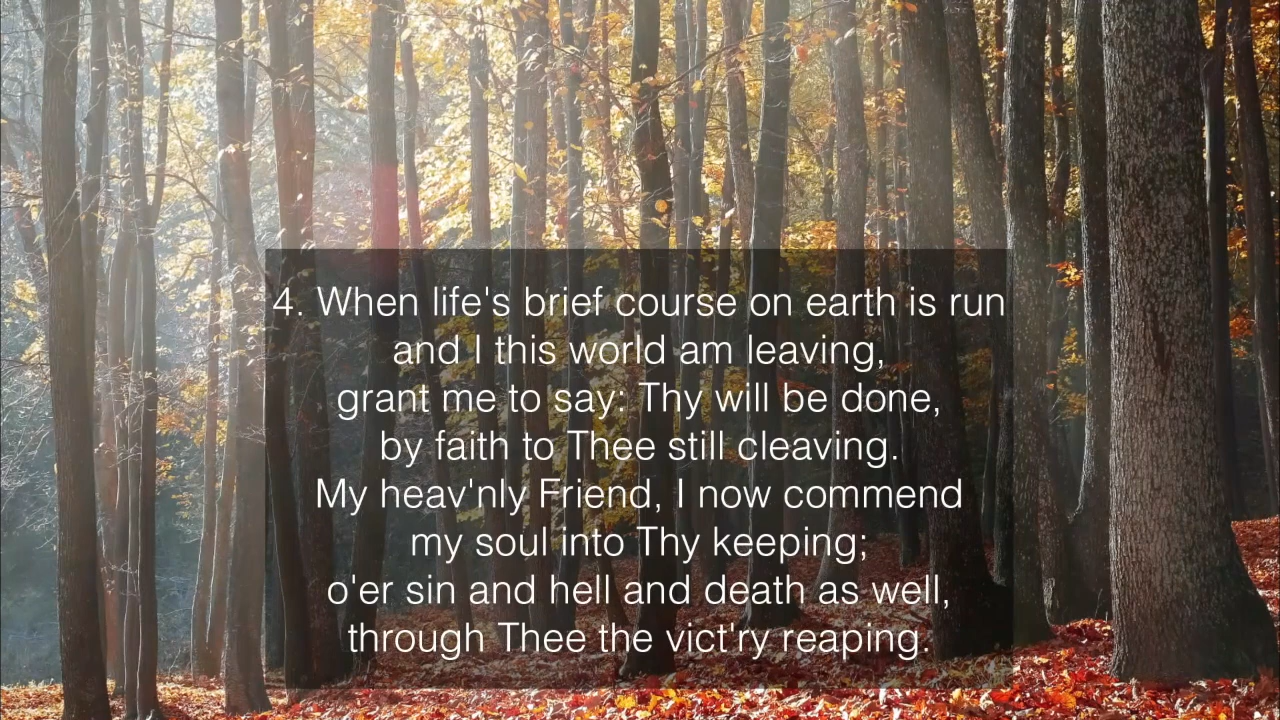 4. When life's brief course on earth is run
and I this world am leaving,
grant me to say: Thy will be done,
by faith to Thee still cleaving.
My heav'nly Friend, I now commend
my soul into Thy keeping;
o'er sin and hell and death as well,
through Thee the vict'ry reaping.